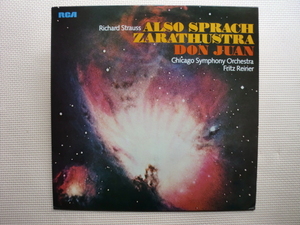 RCA
Richard Strauss ALSO SPRACH
ZARATHUSTRA
DON JUAN
Chicago Symphony Orchestra
Fritz Reiner